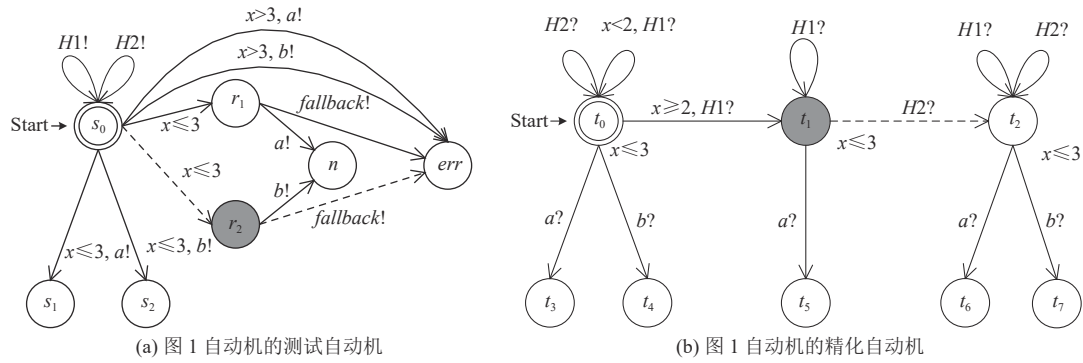 H1!
H2!
x>3, a!
x>3, b!
Start
s0
x≤3
r1
fallback!
a!
n
err
x≤3
b!
r2
fallback!
x≤3, a!
x≤3, b!
s1
s2
(a) 图 1 自动机的测试自动机
H2?
x<2, H1?
H1?
H1?
H2?
Start
t0
x≥2, H1?
t1
H2?
t2
x≤3
x≤3
x≤3
a?
b?
a?
a?
b?
t3
t4
t5
t6
t7
(b) 图 1 自动机的精化自动机